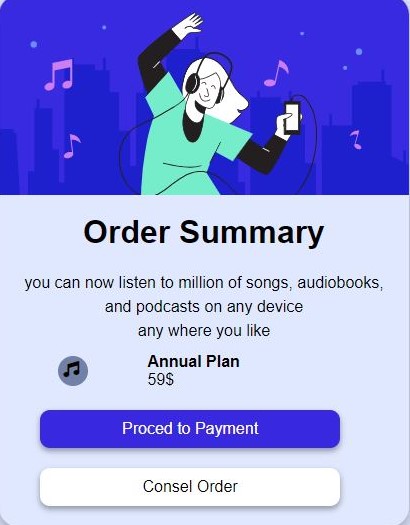 Order Summary
you can now listen to million of songs, audiobooks,
and podcasts on any device
any where you like
Annual Plan
59$
Proced to Payment
Consel Order